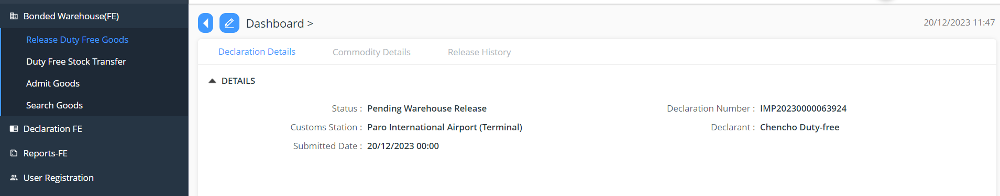 Bonded Warehouse(FE)
Release Duty Free Goods
Duty Free Stock Transfer
Admit Goods
Search Goods
Declaration FE
Reports-FE
User Registration
Dashboard >
20/12/2023 11:47
Declaration Details Commodity Details Release History
DETAILS
Status : Pending Warehouse Release Declaration Number : IMP20230000063924
Customs Station : Paro International Airport (Terminal) Declarant : Chencho Duty-free
Submitted Date : 20/12/2023 00:00